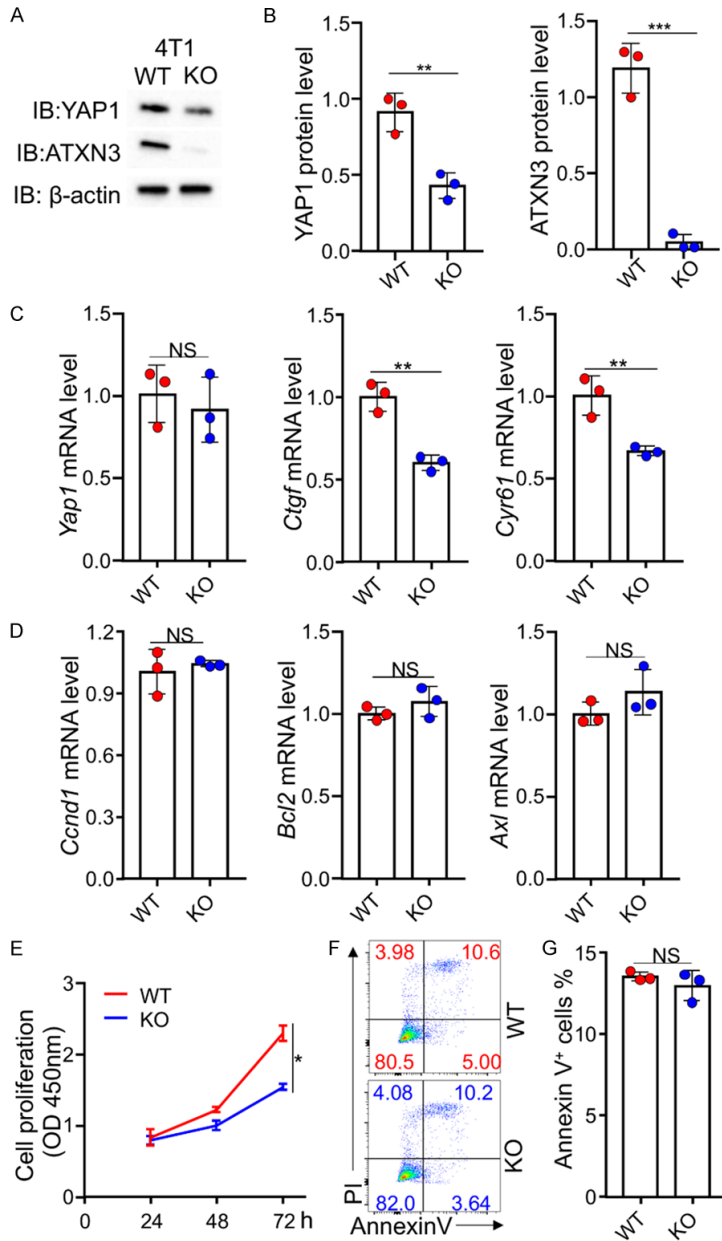 A
4T1
WT KO
IB:YAP1
IB:ATXN3
IB: β-actin
B
YAP1 protein level
1.5
1.0
0.5
0.0
**
WT
KO
ATXN3 protein level
1.5
1.0
0.5
0.0
***
WT
KO
C
Yap1 mRNA level
1.5
1.0
0.5
0.0
NS
WT
KO
Ctgf mRNA level
1.5
1.0
0.5
0.0
**
WT
KO
Cyr61 mRNA level
1.5
1.0
0.5
0.0
**
WT
KO
D
Ccnd1 mRNA level
1.2
0.9
0.6
0.3
0.0
NS
WT
KO
Bcl2 mRNA level
1.5
1.0
0.5
0.0
NS
WT
KO
Axl mRNA level
1.5
1.0
0.5
0.0
NS
WT
KO
E
Cell proliferation
(OD 450nm)
3
2
1
0
WT
KO
*
0 24 48 72 h
F
3.98 10.6
80.5 5.00
WT
4.08 10.2
82.0 3.64
KO
PI
AnnexinV
G
Annexin V⁺ cells %
15
10
5
0
NS
WT
KO